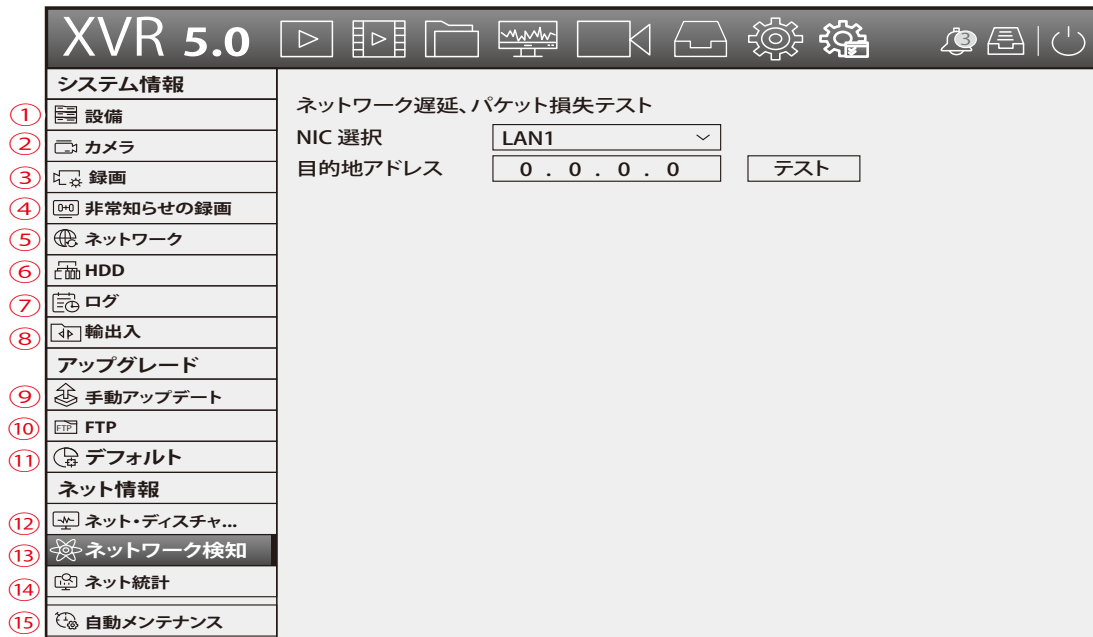 XVR 5.0
3
システム情報
① 設備
② カメラ
③ 録画
④ 非常知らせの録画
⑤ ネットワーク
⑥ HDD
⑦ ログ
⑧ 輸出入
アップグレード
⑨ 手動アップデート
⑩ FTP FTP
⑪ デフォルト
ネット情報
⑫ ネット・ディスチャ...
⑬ ネットワーク検知
⑭ ネット統計
⑮ 自動メンテナンス
ネットワーク遅延、パケット損失テスト
NIC 選択 LAN1
目的地アドレス 0 . 0 . 0 . 0 テスト